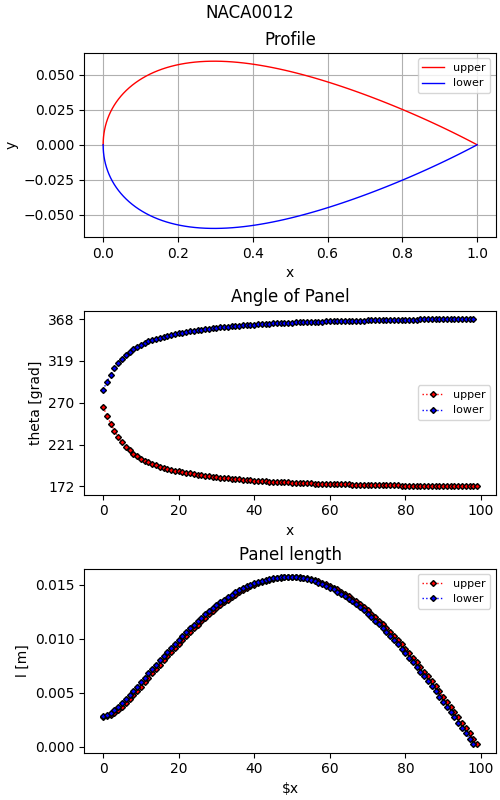 NACA0012
Profile
0.050
0.025
0.000
−0.025
−0.050
y
upper
lower
0.0 0.2 0.4 0.6 0.8 1.0
x
Angle of Panel
368
319
270
221
172
theta [grad]
upper
lower
0 20 40 60 80 100
x
Panel length
0.015
0.010
0.005
0.000
l [m]
upper
lower
0 20 40 60 80 100
$x